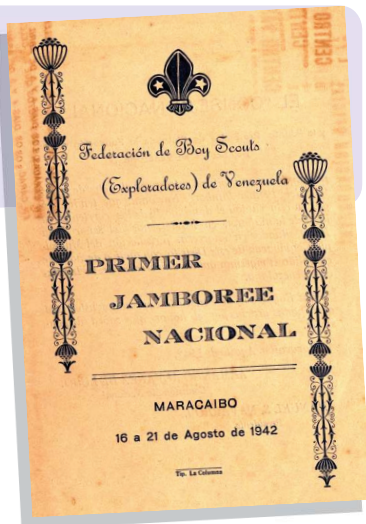 Federación de Boy Scouts
(Exploradores) de Venezuela
PRIMER
JAMBOREE
NACIONAL
MARACAIBO
16 a 21 de Agosto de 1942
Tip. La Columna